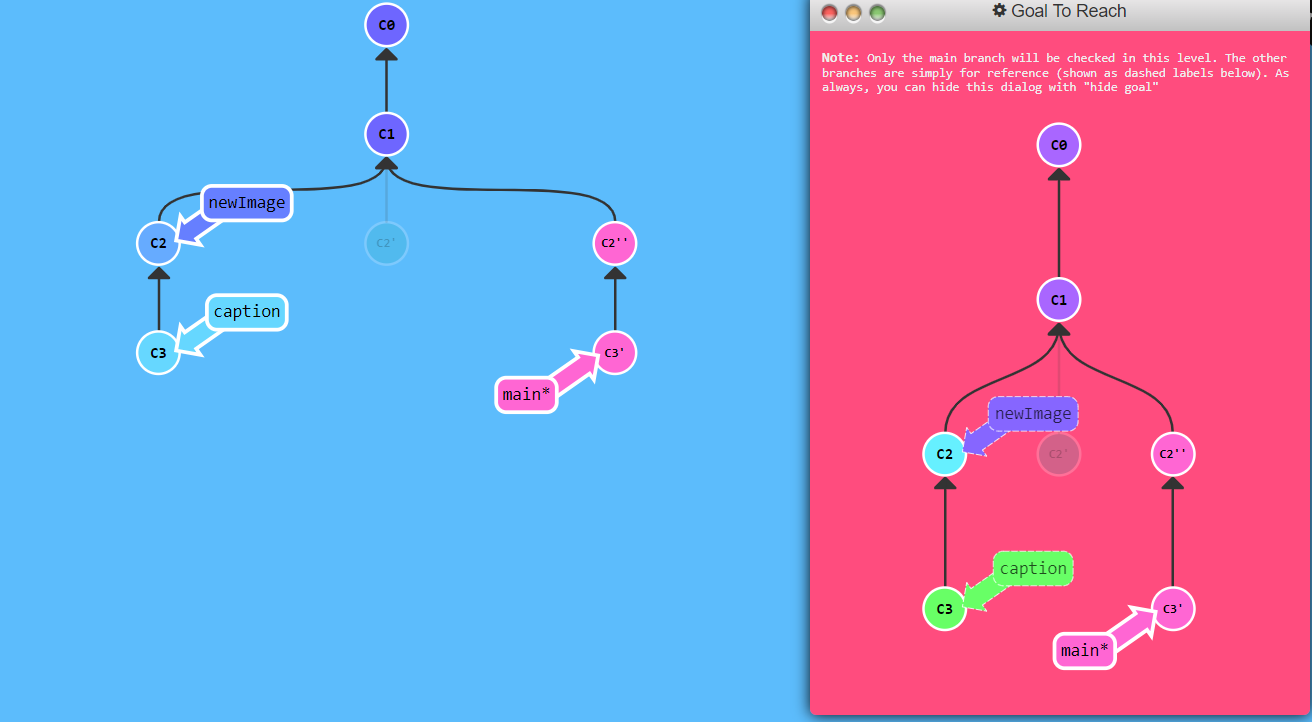 C0
C1
newImage
C2
C2'
C2''
caption
C3
C3'
main*
Goal To Reach
Note: Only the main branch will be checked in this level. The other
branches are simply for reference (shown as dashed labels below). As
always, you can hide this dialog with "hide goal"
C0
C1
newImage
C2
C2'
C2''
caption
C3
C3'
main*